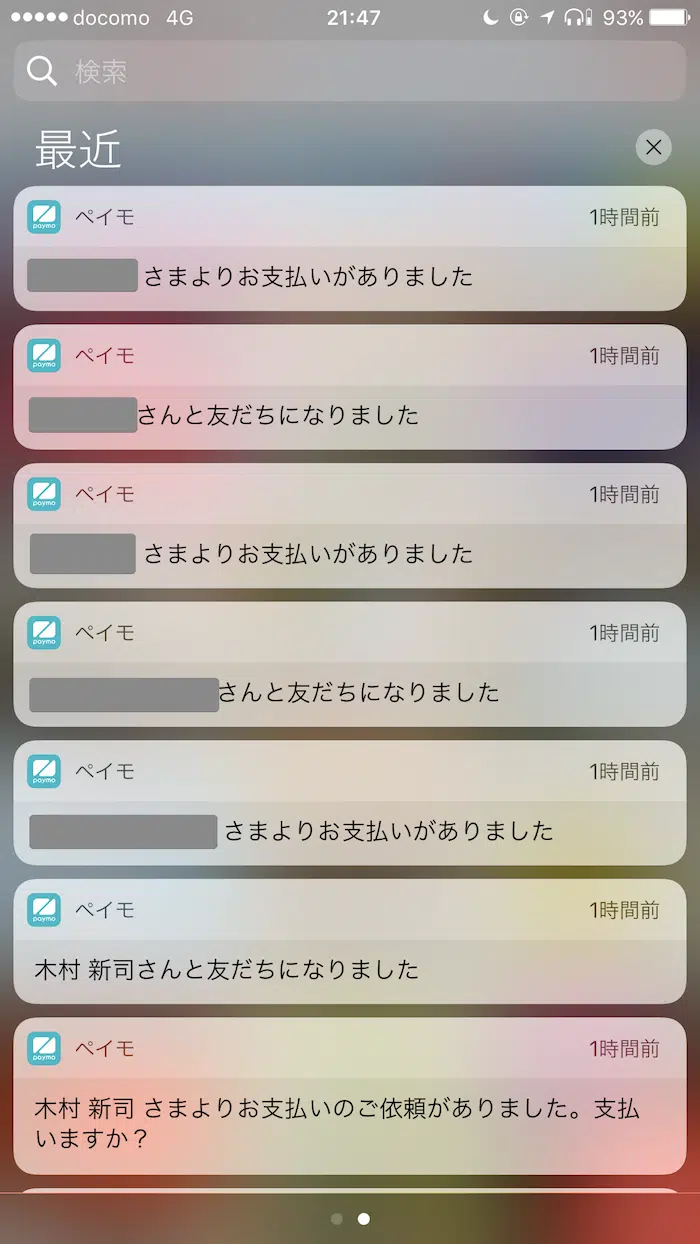 docomo 4G 21:47 93%
検索
最近
paymo ペイモ 1時間前
さまよりお支払いがありました
paymo ペイモ 1時間前
さんと友だちになりました
paymo ペイモ 1時間前
さまよりお支払いがありました
paymo ペイモ 1時間前
さんと友だちになりました
paymo ペイモ 1時間前
さまよりお支払いがありました
paymo ペイモ 1時間前
木村 新司さんと友だちになりました
paymo ペイモ 1時間前
木村 新司 さまよりお支払いのご依頼がありました。支払
いますか？